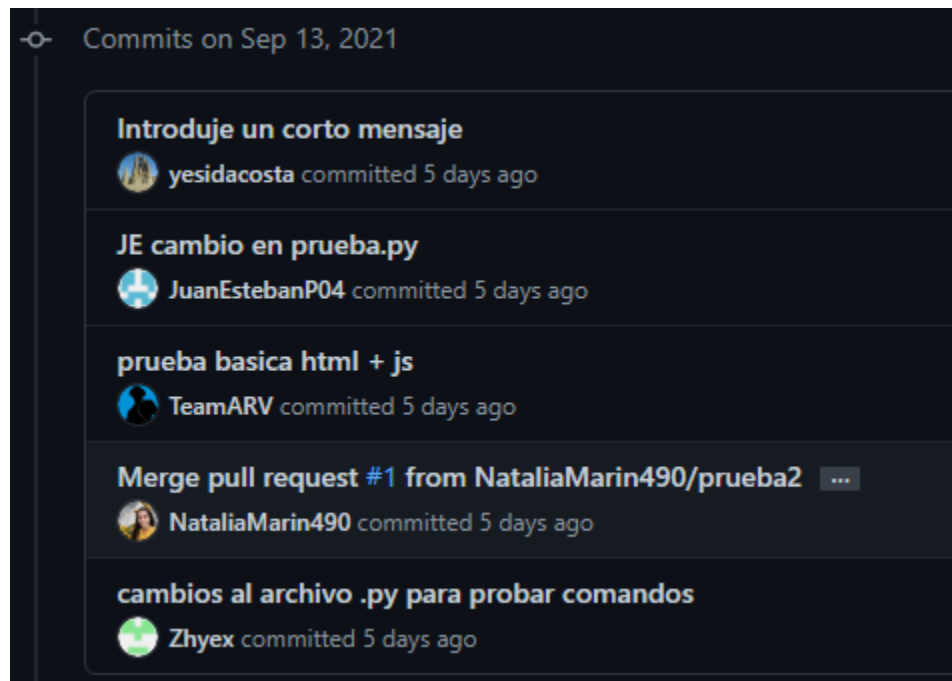 Commits on Sep 13, 2021
Introduje un corto mensaje
yesidacosta committed 5 days ago
JE cambio en prueba.py
JuanEstebanP04 committed 5 days ago
prueba basica html + js
TeamARV committed 5 days ago
Merge pull request #1 from NataliaMarin490/prueba2 ...
NataliaMarin490 committed 5 days ago
cambios al archivo .py para probar comandos
Zhyex committed 5 days ago